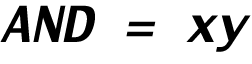 AND = xy